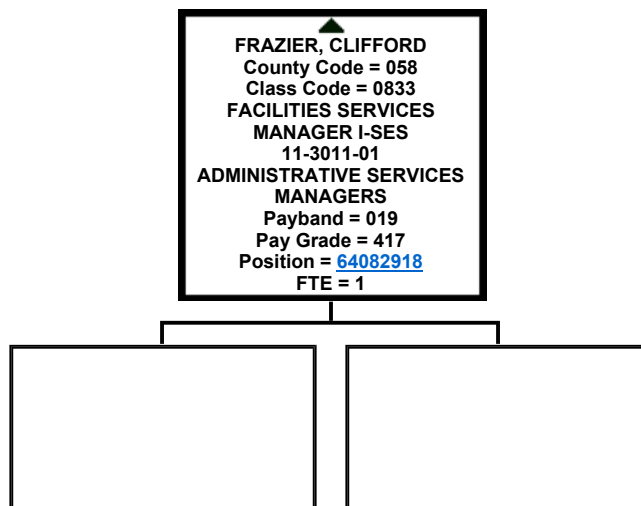 FRAZIER, CLIFFORD
County Code = 058
Class Code = 0833
FACILITIES SERVICES
MANAGER I-SES
11-3011-01
ADMINISTRATIVE SERVICES
MANAGERS
Payband = 019
Pay Grade = 417
Position = 64082918
FTE = 1